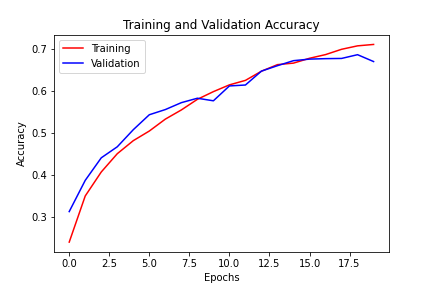 Training and Validation Accuracy
Training
Validation
0.7
0.6
0.5
0.4
0.3
Accuracy
0.0 2.5 5.0 7.5 10.0 12.5 15.0 17.5
Epochs